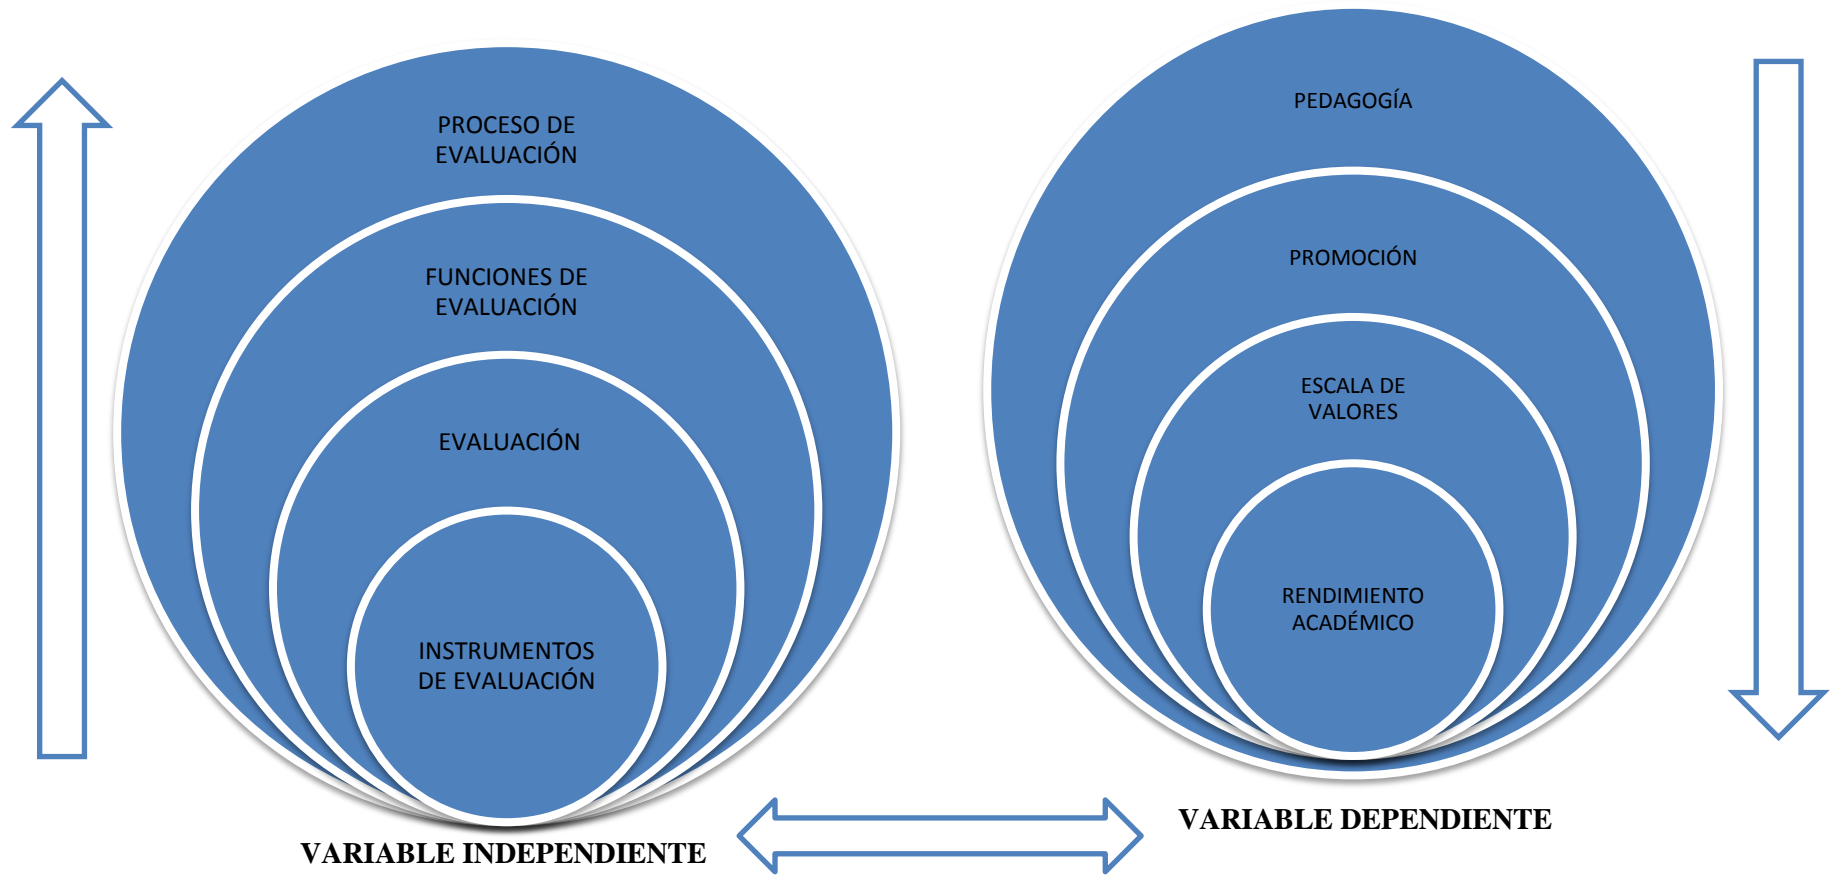 PROCESO DE
EVALUACIÓN
FUNCIONES DE
EVALUACIÓN
EVALUACIÓN
INSTRUMENTOS
DE EVALUACIÓN
VARIABLE INDEPENDIENTE
PEDAGOGÍA
PROMOCIÓN
ESCALA DE
VALORES
RENDIMIENTO
ACADÉMICO
VARIABLE DEPENDIENTE